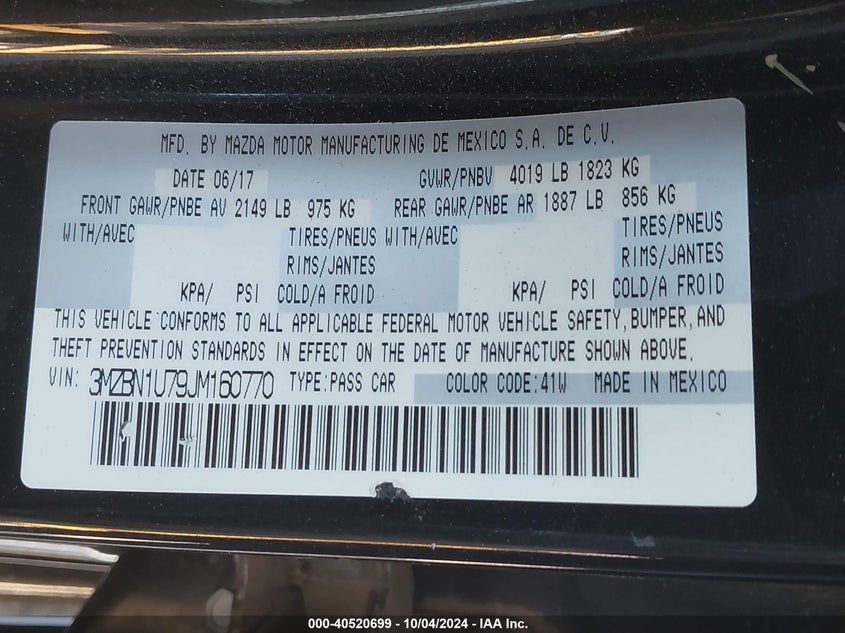 MFD. BY MAZDA MOTOR MANUFACTURING DE MEXICO S.A. DE C.V.
DATE 06/17 GVWR/PNBV 4019 LB 1823 KG
FRONT GAWR/PNBE AV 2149 LB 975 KG REAR GAWR/PNBE AR 1887 LB 856 KG
WITH/AVEC TIRES/PNEUS WITH/AVEC TIRES/PNEUS
RIMS/JANTES RIMS/JANTES
KPA/ PSI COLD/A FROID KPA/ PSI COLD/A FROID
THIS VEHICLE CONFORMS TO ALL APPLICABLE FEDERAL MOTOR VEHICLE SAFETY, BUMPER, AND
THEFT PREVENTION STANDARDS IN EFFECT ON THE DATE OF MANUFACTURE SHOWN ABOVE.
VIN: 3MZBN1U79JM160770 TYPE:PASS CAR COLOR CODE:41W MADE IN MEXICO
000-40520699 - 10/04/2024 - IAA Inc.